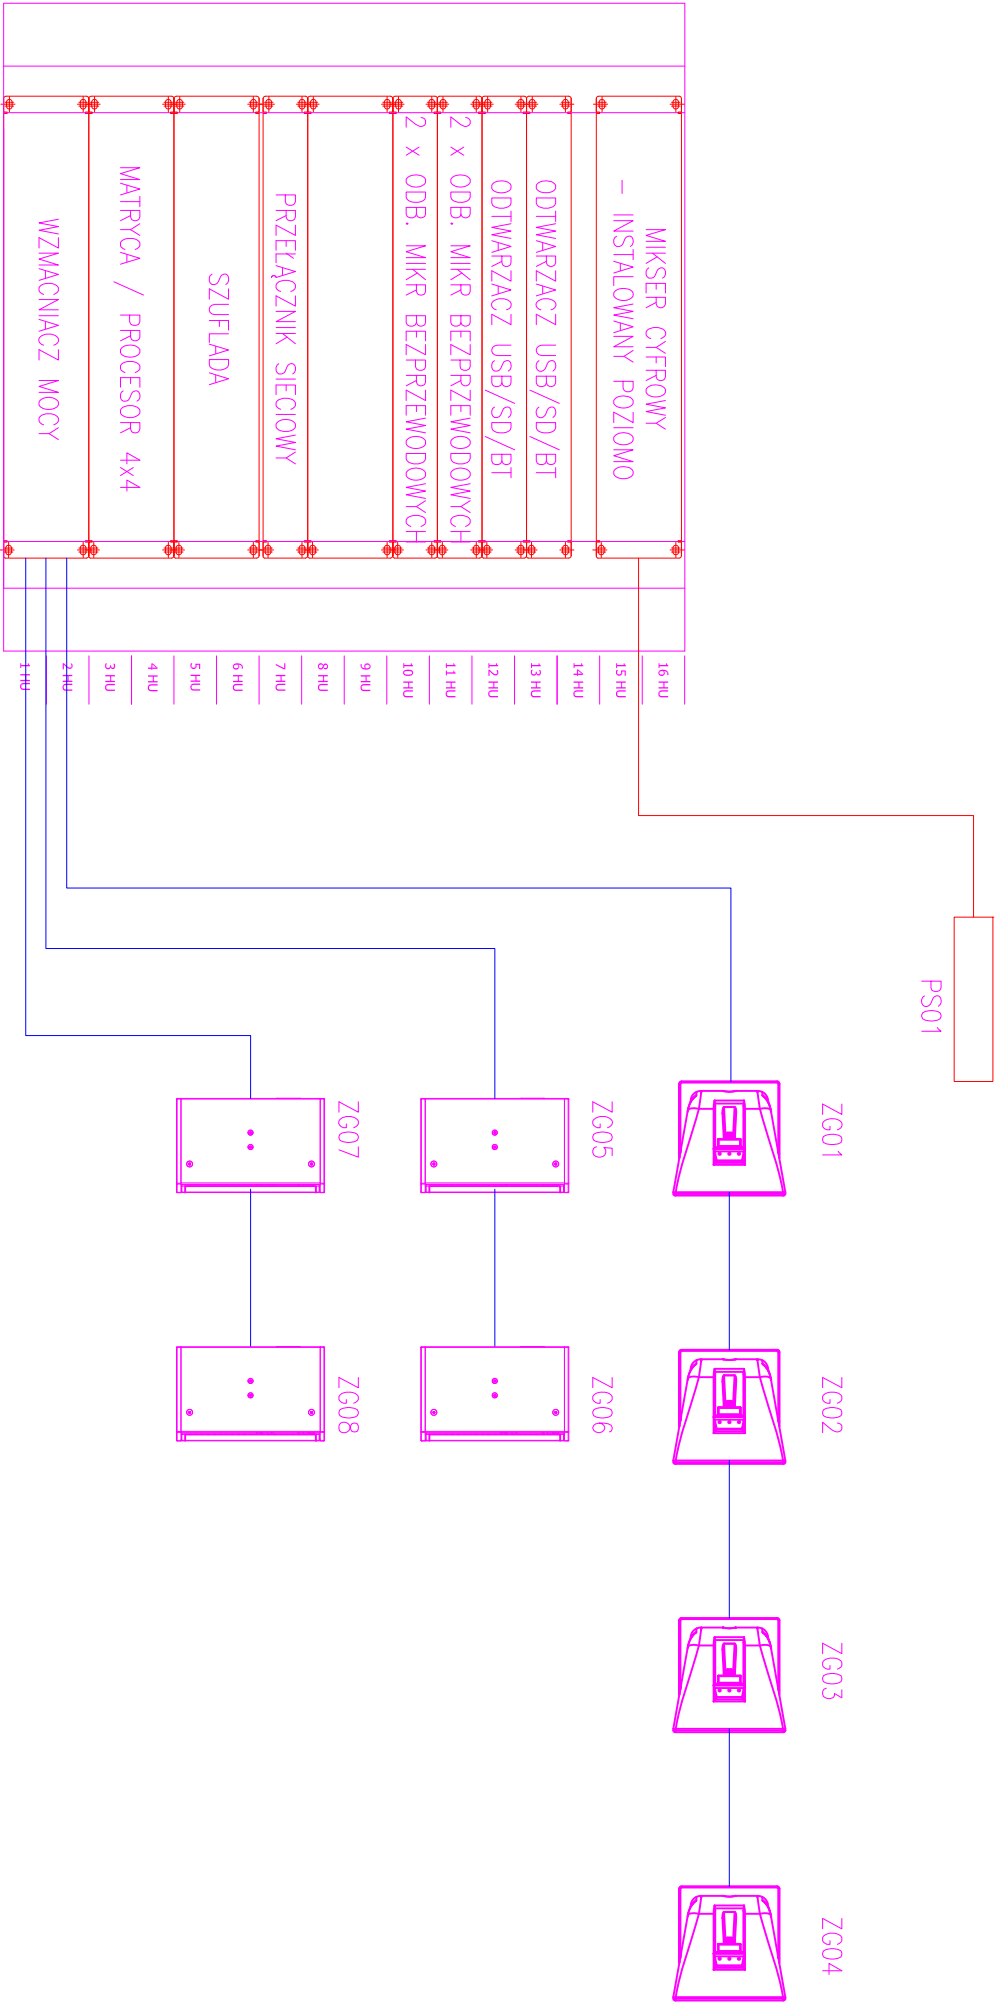 MIKSER CYFROWY
- INSTALOWANY POZIOMO
ODTWARZACZ USB/SD/BT
ODTWARZACZ USB/SD/BT
2 x ODB. MIKR BEZPRZEWODOWYCH
2 x ODB. MIKR BEZPRZEWODOWYCH
PRZEŁĄCZNIK SIECIOWY
SZUFLADA
MATRYCA / PROCESOR 4x4
WZMACNIACZ MOCY
16 HU
15 HU
14 HU
13 HU
12 HU
11 HU
10 HU
9 HU
8 HU
7 HU
6 HU
5 HU
4 HU
3 HU
2 HU
1 HU
PS01
ZG01
ZG02
ZG03
ZG04
ZG05
ZG06
ZG07
ZG08